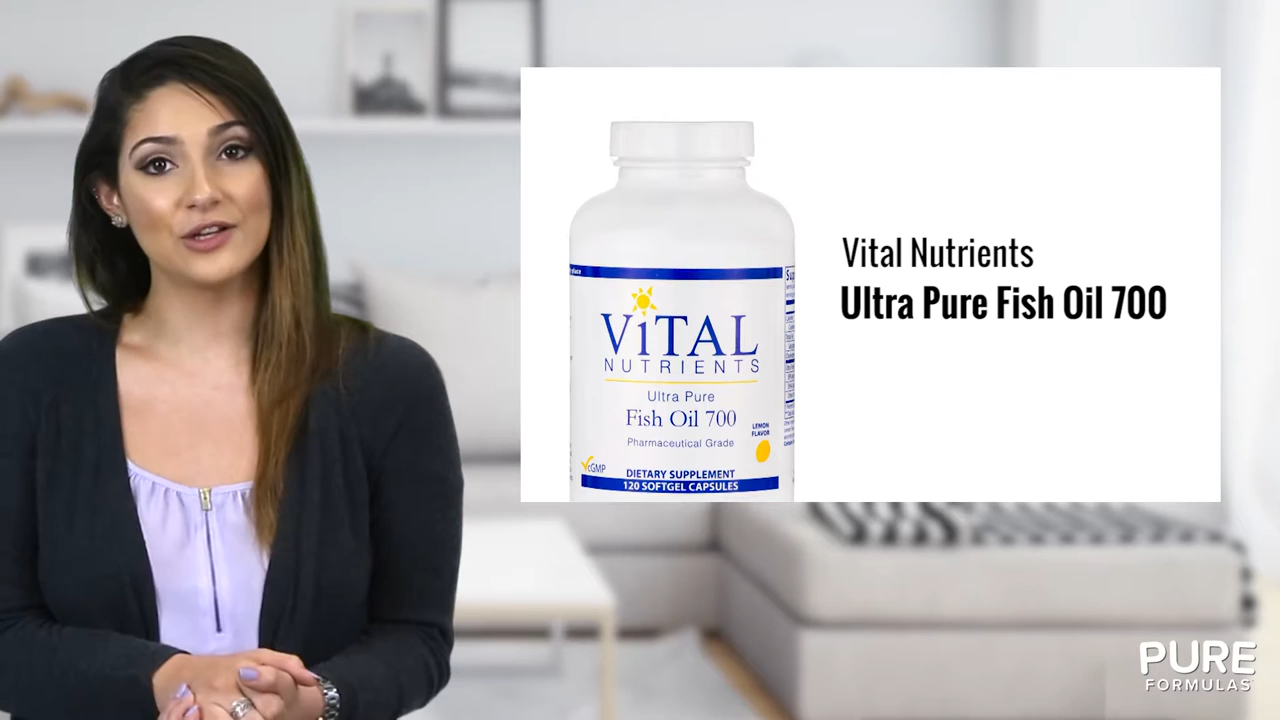 Vital Nutrients
Ultra Pure Fish Oil 700
ViTAL
NUTRIENTS
Ultra Pure
Fish Oil 700
Pharmaceutical Grade
LEMON
FLAVOR
cGMP
DIETARY SUPPLEMENT
120 SOFTGEL CAPSULES
PURE
FORMULAS